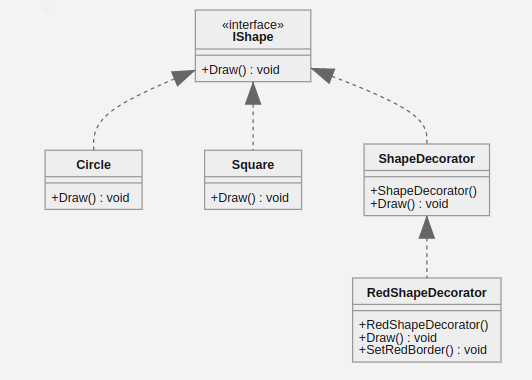 «interface»
IShape
+Draw() : void
Circle
+Draw() : void
Square
+Draw() : void
ShapeDecorator
+ShapeDecorator()
+Draw() : void
RedShapeDecorator
+RedShapeDecorator()
+Draw() : void
+SetRedBorder() : void